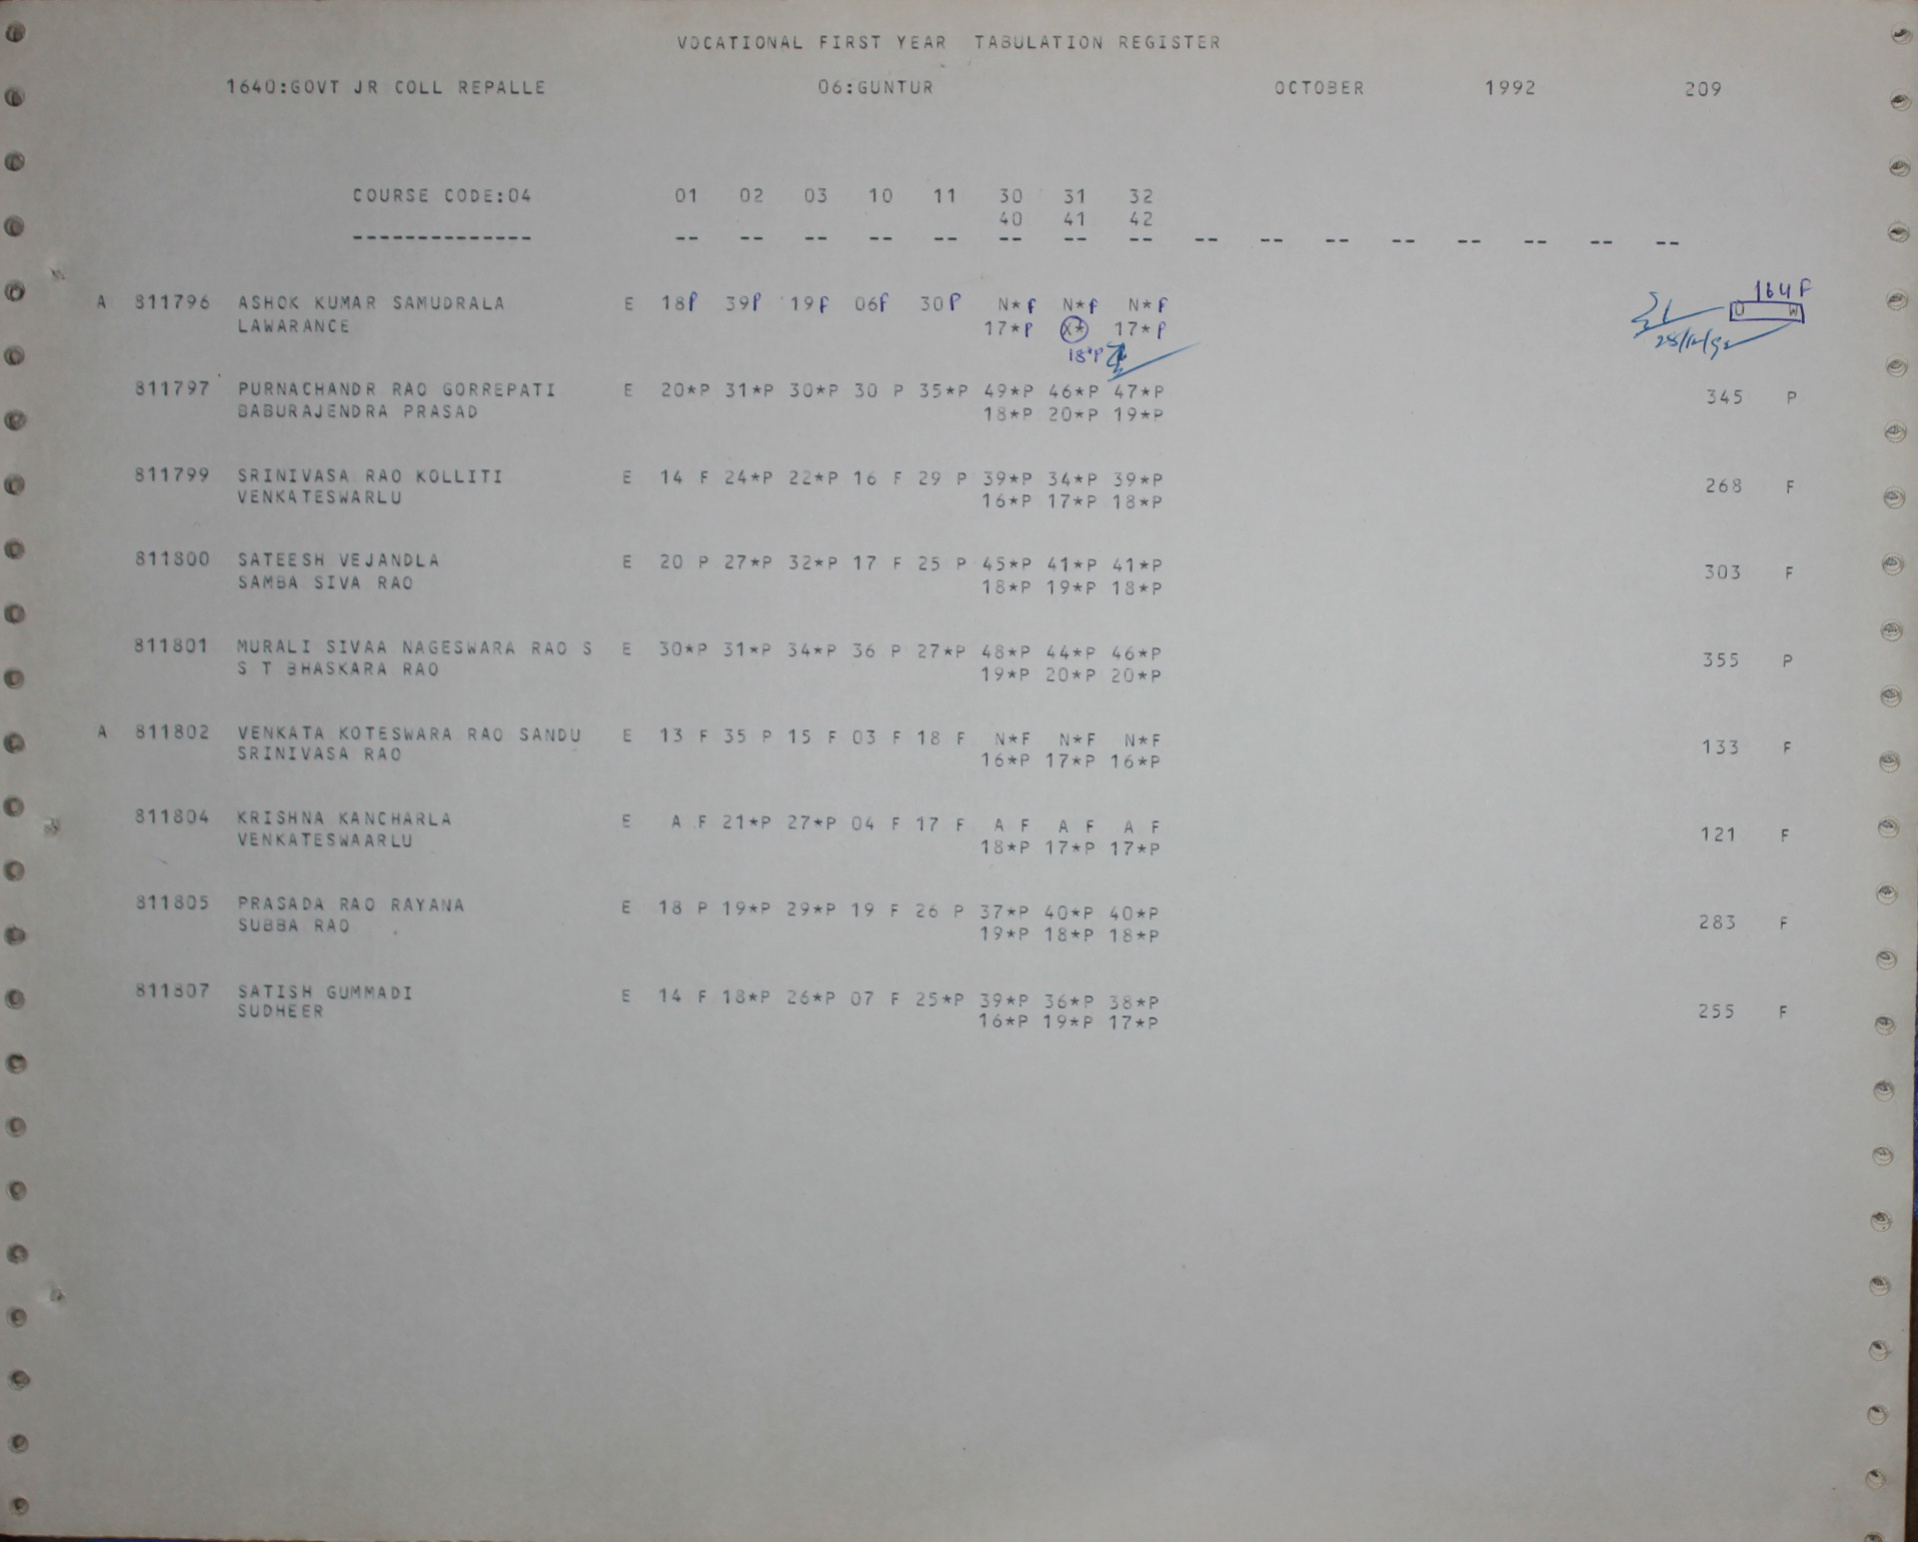 VOCATIONAL FIRST YEAR TABULATION REGISTER
1640:GOVT JR COLL REPALLE 06:GUNTUR OCTOBER 1992 209
COURSE CODE:04 01 02 03 10 11 30 31 32
40 41 42
-------------- -- -- -- -- -- -- -- -- -- -- -- -- -- -- -- --
164 F
A 811796 ASHOK KUMAR SAMUDRALA E 18P 39P 19F 06F 30P N*F N*F N*F 0 W
LAWARANCE 17*P X* 17*P
18*P 28/12/92
811797 PURNACHANDR RAO GORREPATI E 20*P 31*P 30*P 30 P 35*P 49*P 46*P 47*P 345 P
BABURAJENDRA PRASAD 18*P 20*P 19*P
811799 SRINIVASA RAO KOLLITI E 14 F 24*P 22*P 16 F 29 P 39*P 34*P 39*P 268 F
VENKATESWARLU 16*P 17*P 18*P
811800 SATEESH VEJANDLA E 20 P 27*P 32*P 17 F 25 P 45*P 41*P 41*P 303 F
SAMBA SIVA RAO 18*P 19*P 18*P
811801 MURALI SIVAA NAGESWARA RAO S E 30*P 31*P 34*P 36 P 27*P 48*P 44*P 46*P 355 P
S T BHASKARA RAO 19*P 20*P 20*P
A 811802 VENKATA KOTESWARA RAO SANDU E 13 F 35 P 15 F 03 F 18 F N*F N*F N*F 133 F
SRINIVASA RAO 16*P 17*P 16*P
811804 KRISHNA KANCHARLA E A F 21*P 27*P 04 F 17 F A F A F A F 121 F
VENKATESWAARLU 18*P 17*P 17*P
811805 PRASADA RAO RAYANA E 18 P 19*P 29*P 19 F 26 P 37*P 40*P 40*P 283 F
SUBBA RAO 19*P 18*P 18*P
811807 SATISH GUMMADI E 14 F 18*P 26*P 07 F 25*P 39*P 36*P 38*P 255 F
SUDHEER 16*P 19*P 17*P